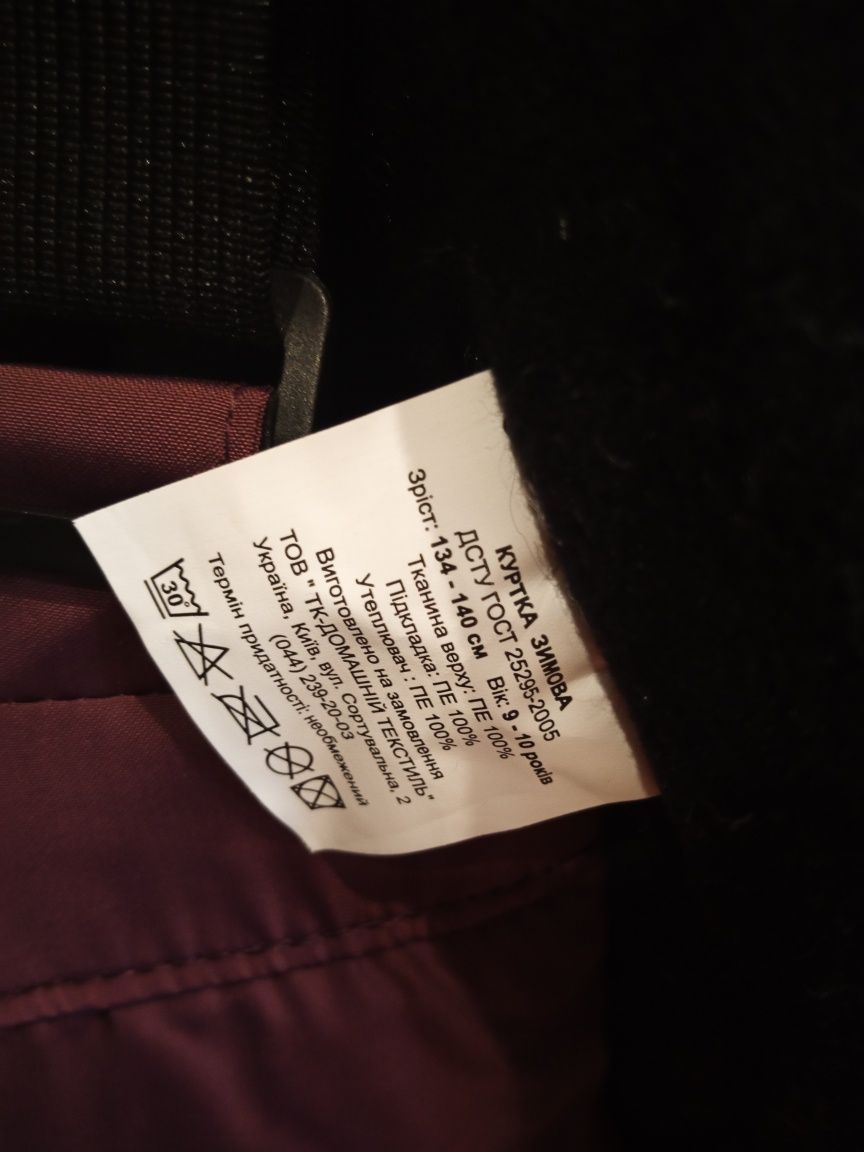 КУРТКА ЗИМОВА
ДСТУ ГОСТ 25295-2005
Зріст: 134 - 140 см Вік: 9 - 10 років
Тканина верху: ПЕ 100%
Підкладка: ПЕ 100%
Утеплювач : ПЕ 100%
Виготовлено на замовлення
ТОВ " ТК-ДОМАШНІЙ ТЕКСТИЛЬ"
Україна, Київ, вул. Сортувальна, 2
(044) 239-20-03
Термін придатності: необмежений
30°